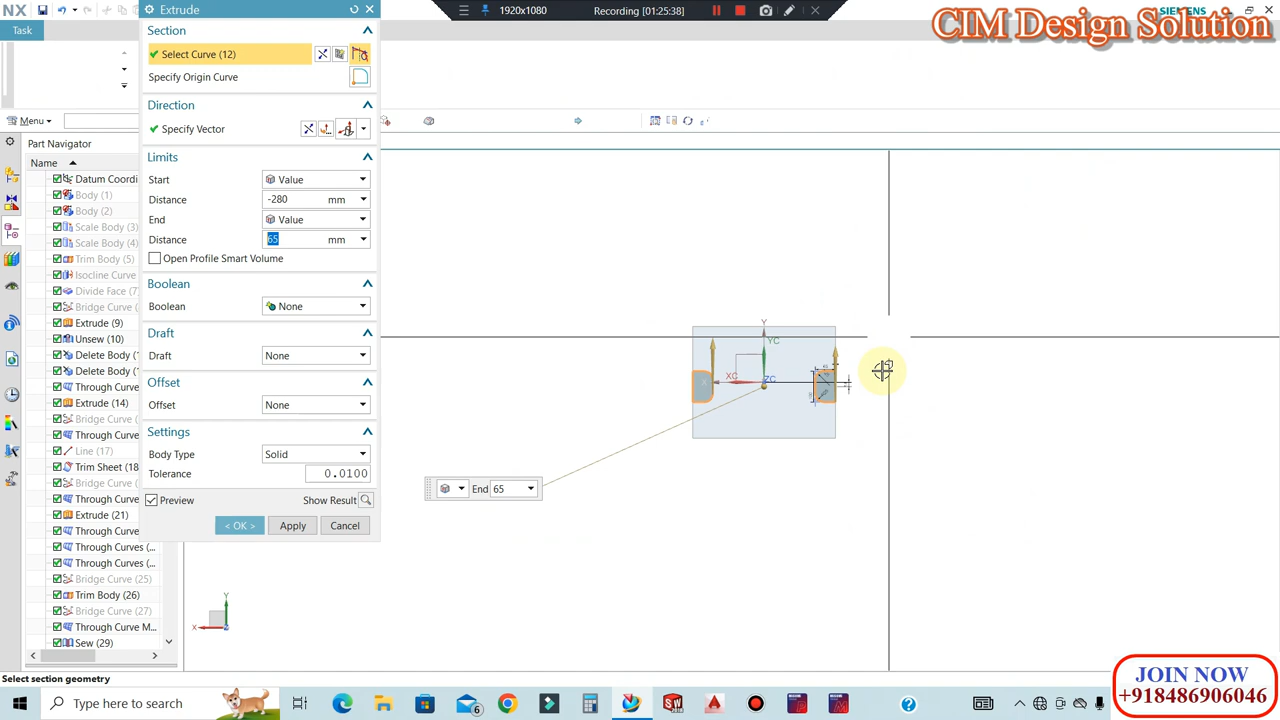 NX
Extrude
1920x1080
Recording [01:25:38]
SIEMENS
CIM Design Solution
Task
Section
Select Curve (12)
Specify Origin Curve
Direction
Menu
Specify Vector
Part Navigator
Limits
Name
Start
Value
Datum Coordi
Distance
-280 mm
Body (1)
Body (2)
End
Value
Scale Body (3)
Distance
65 mm
Scale Body (4)
Open Profile Smart Volume
Trim Body (5)
Isocline Curve
Boolean
Divide Face (7
Boolean
None
Bridge Curve (
Extrude (9)
Draft
Unsew (10)
Draft
None
Delete Body (
Delete Body (
Offset
Extrude (14)
Offset
None
Bridge Curve (
Settings
Through Curve
Body Type
Solid
Line (17)
Tolerance
0.0100
Trim Sheet (18
Bridge Curve (
Preview
Show Result
Through Curve
Extrude (21)
< OK >
Apply
Cancel
Through Curve
Through Curves (...
Through Curves (...
Bridge Curve (25)
Trim Body (26)
Bridge Curve (27)
Through Curve M...
Sew (29)
Y
YC
XC
X
ZC
End 65
Y
X
Z
Select section geometry
JOIN NOW
+918486906046
Type here to search
6